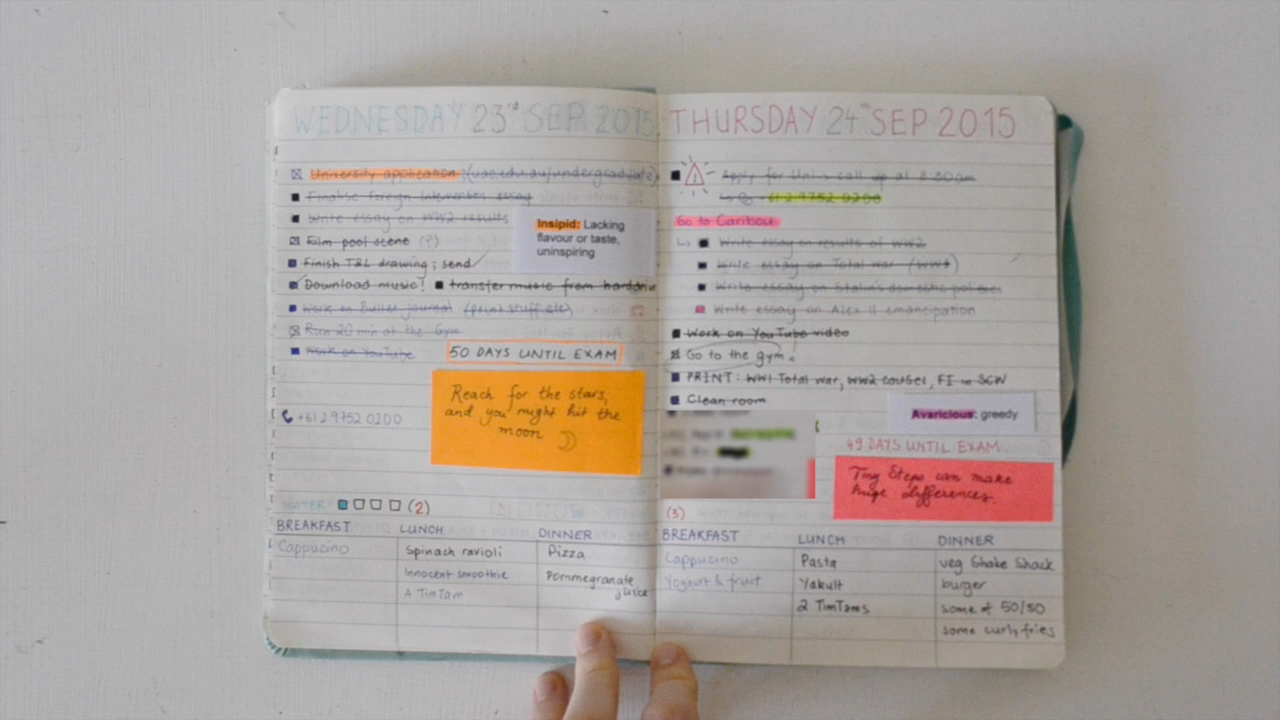 WEDNESDAY 23rd SEP 2015
University application (uac.edu.au/undergraduate)
Finalise foreign intervention essay
Write essay on WW2 results
Insipid: Lacking
flavour or taste,
uninspiring
Film pool scene (?)
Finish T&L drawing; send
Download music! transfer music from harddrive
Work on Bullet journal (print stuff etc)
Run 20 min at the Gym
Work on YouTube
50 DAYS UNTIL EXAM
Reach for the stars,
and you might hit the
moon
+61 2 9752 0200
WATER: (2)
BREAKFAST LUNCH DINNER
Cappucino Spinach ravioli Pizza
Innocent smoothie Pommegranate
juice
A TimTam
THURSDAY 24th SEP 2015
Apply for Uni - call up at 8:30am
+61 2 9752 0200
Go to Caribou
Write essay on results of WW2
Write essay on Total war (WW1)
Write essay on Stalin's domestic policies
Write essay on Alex II emancipation
Work on YouTube video
Go to the gym.
PRINT: WW1 Total war, WW2 causes, FI in SCW
Clean room
Avaricious: greedy
49 DAYS UNTIL EXAM
Tiny Steps can make
huge differences.
(3)
BREAKFAST LUNCH DINNER
Cappucino Pasta veg Shake Shack
Yoghurt & fruit Yakult burger
2 TimTams some of 50/50
some curly fries